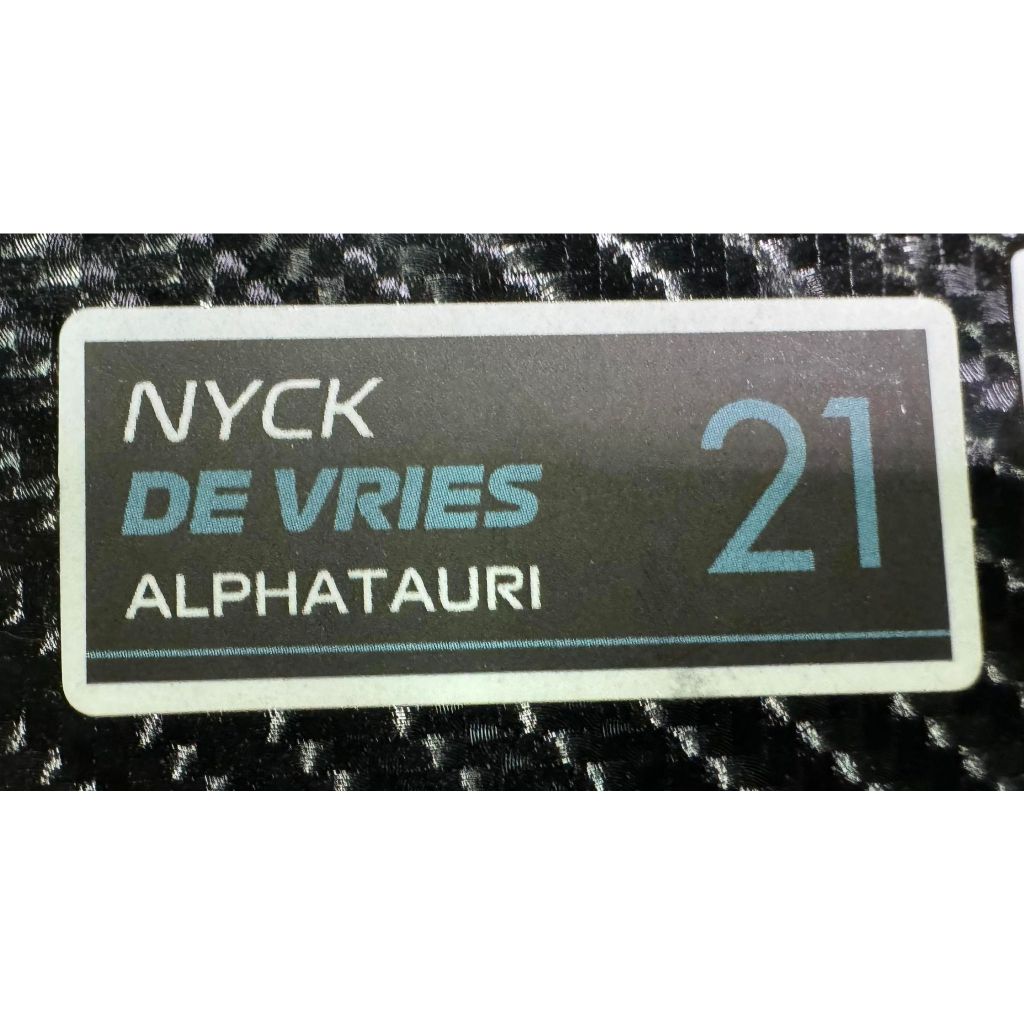 NYCK
DE VRIES
ALPHATAURI
21